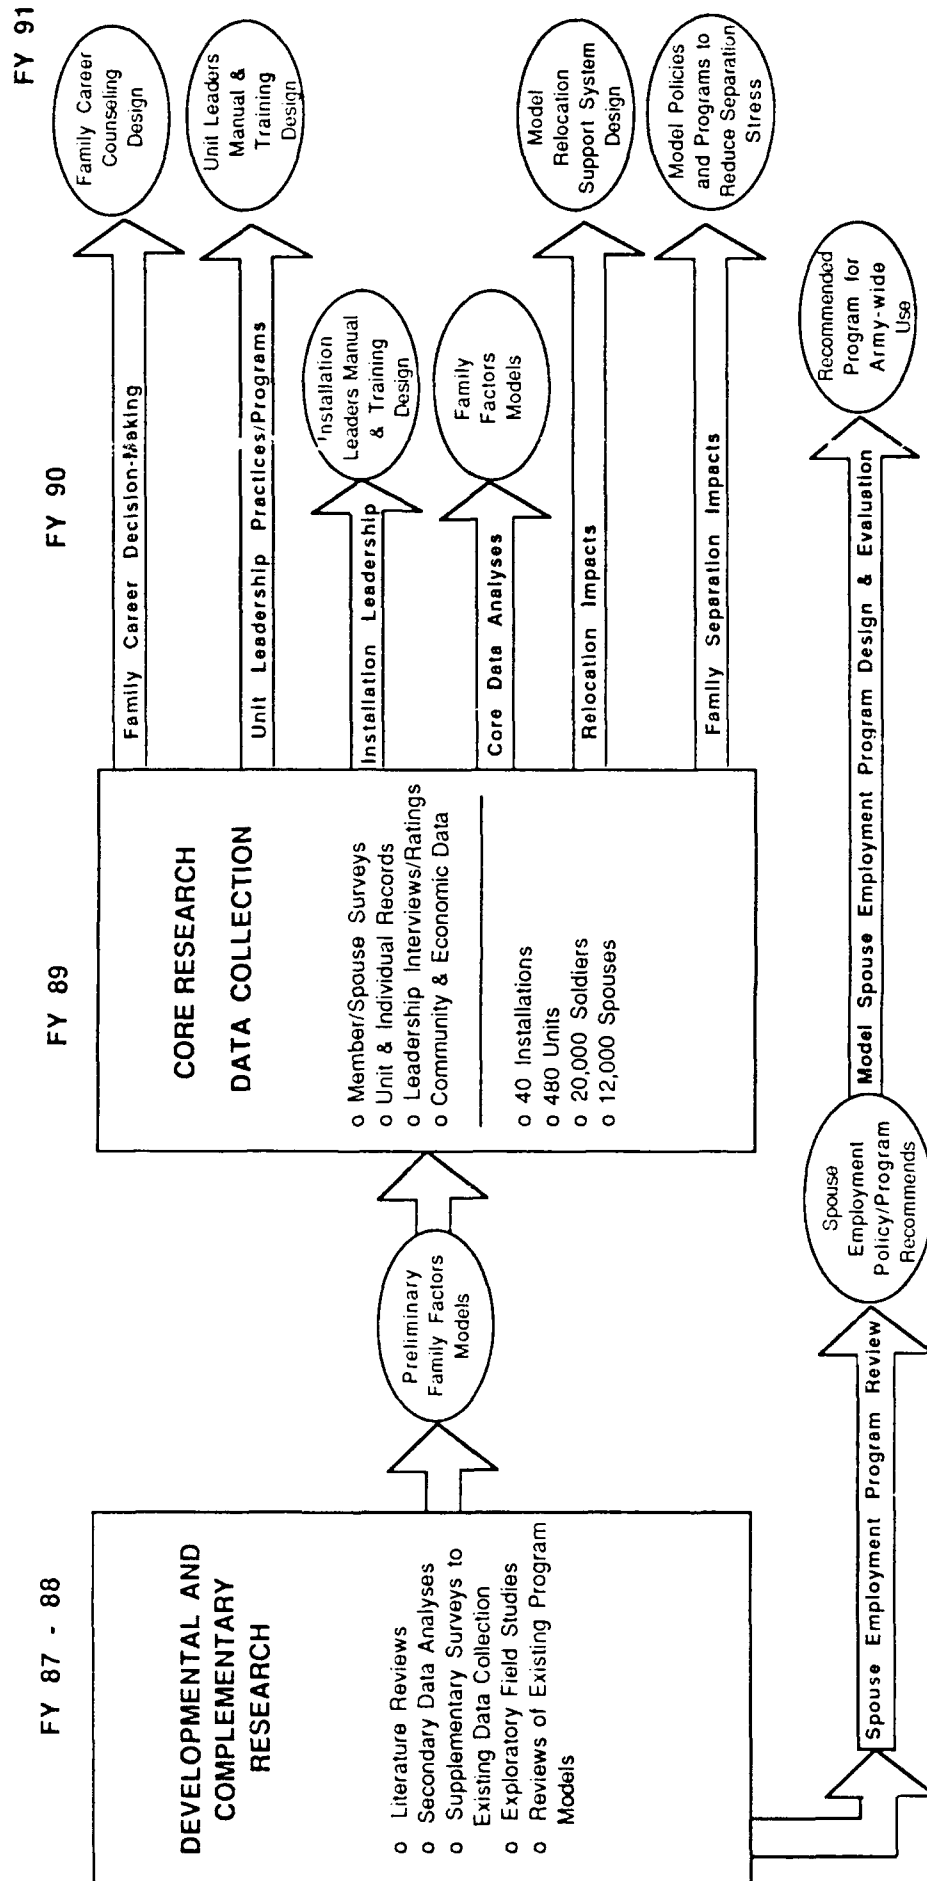 FY 87 - 88
FY 89
FY 90
FY 91
DEVELOPMENTAL AND
COMPLEMENTARY
RESEARCH
o Literature Reviews
o Secondary Data Analyses
o Supplementary Surveys to
Existing Data Collection
o Exploratory Field Studies
o Reviews of Existing Program
Models
Preliminary
Family Factors
Models
CORE RESEARCH
DATA COLLECTION
o Member/Spouse Surveys
o Unit & Individual Records
o Leadership Interviews/Ratings
o Community & Economic Data
o 40 Installations
o 480 Units
o 20,000 Soldiers
o 12,000 Spouses
Family Career Decision-Making
Family Career
Counseling
Design
Unit Leadership Practices/Programs
Unit Leaders
Manual &
Training
Design
Installation Leadership
Installation
Leaders Manual
& Training
Design
Core Data Analyses
Family
Factors
Models
Relocation Impacts
Model
Relocation
Support System
Design
Family Separation Impacts
Model Policies
and Programs to
Reduce Separation
Stress
Spouse Employment Program Review
Spouse
Employment
Policy/Program
Recommends
Model Spouse Employment Program Design & Evaluation
Recommended
Program for
Army-wide
Use